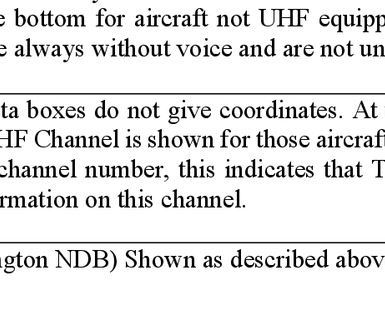 bottom for aircraft not UHF equipp
always without voice and are not un
ta boxes do not give coordinates. At
HF Channel is shown for those aircraft
channel number, this indicates that T
rmation on this channel.
ngton NDB) Shown as described abov